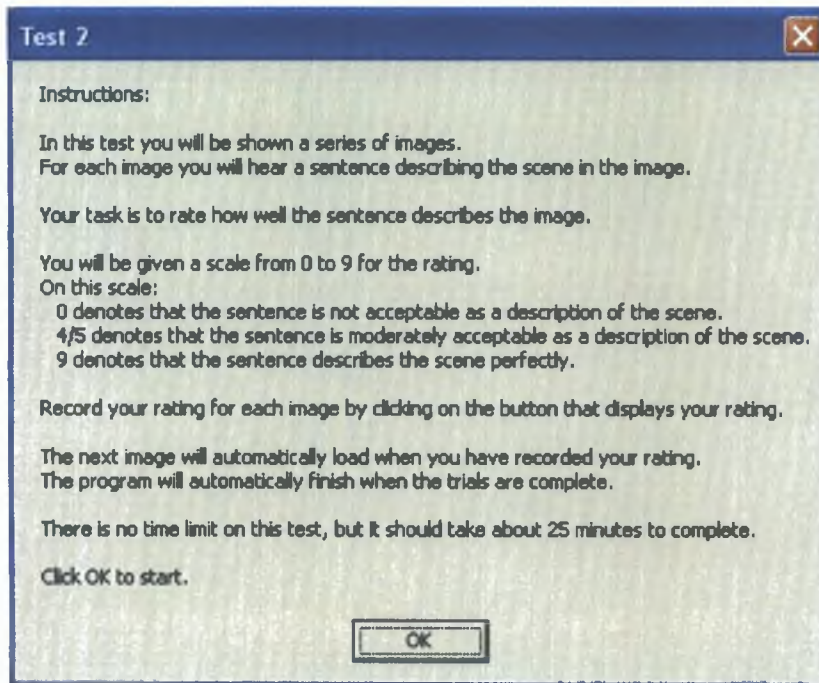 Test 2
Instructions:
In this test you will be shown a series of images.
For each image you will hear a sentence describing the scene in the image.
Your task is to rate how well the sentence describes the image.
You will be given a scale from 0 to 9 for the rating.
On this scale:
0 denotes that the sentence is not acceptable as a description of the scene.
4/5 denotes that the sentence is moderately acceptable as a description of the scene.
9 denotes that the sentence describes the scene perfectly.
Record your rating for each image by clicking on the button that displays your rating.
The next image will automatically load when you have recorded your rating.
The program will automatically finish when the trials are complete.
There is no time limit on this test, but it should take about 25 minutes to complete.
Click OK to start.
OK